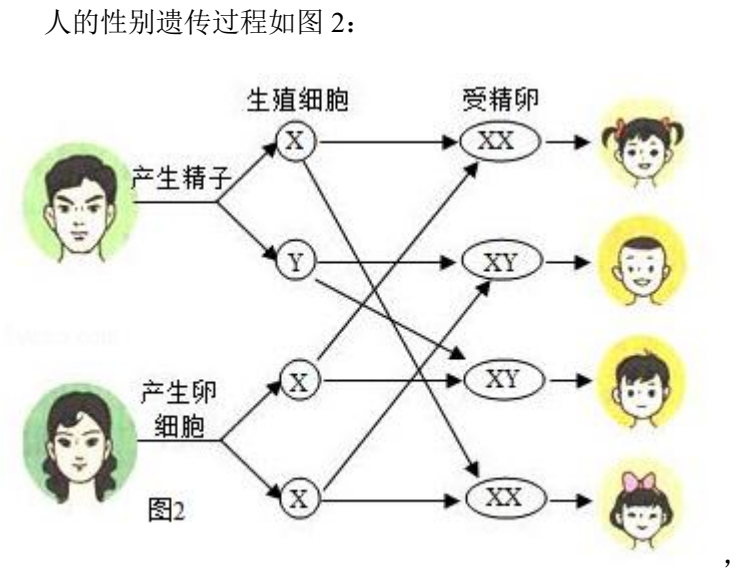 人的性别遗传过程如图 2：
生殖细胞 受精卵
X XX
产生精子
Y XY
X XY
产生卵
细胞
X XX
图2
，